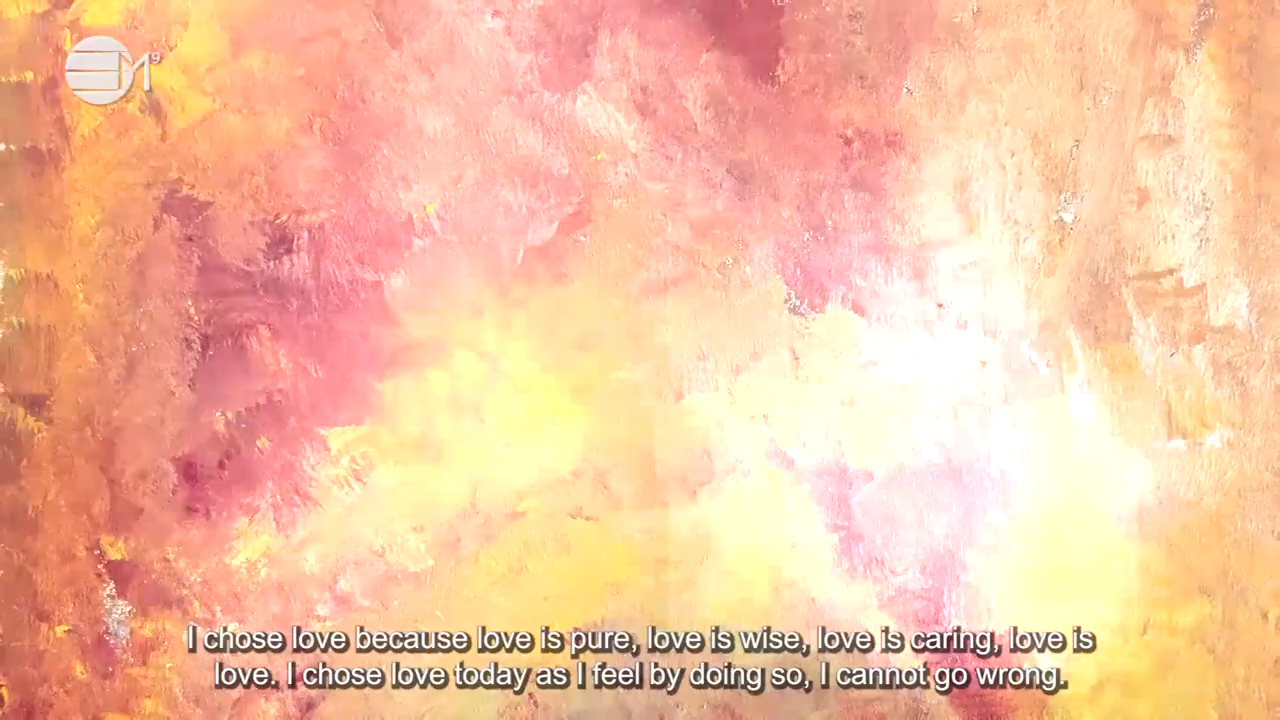 EM9
I chose love because love is pure, love is wise, love is caring, love is
love. I chose love today as I feel by doing so, I cannot go wrong.